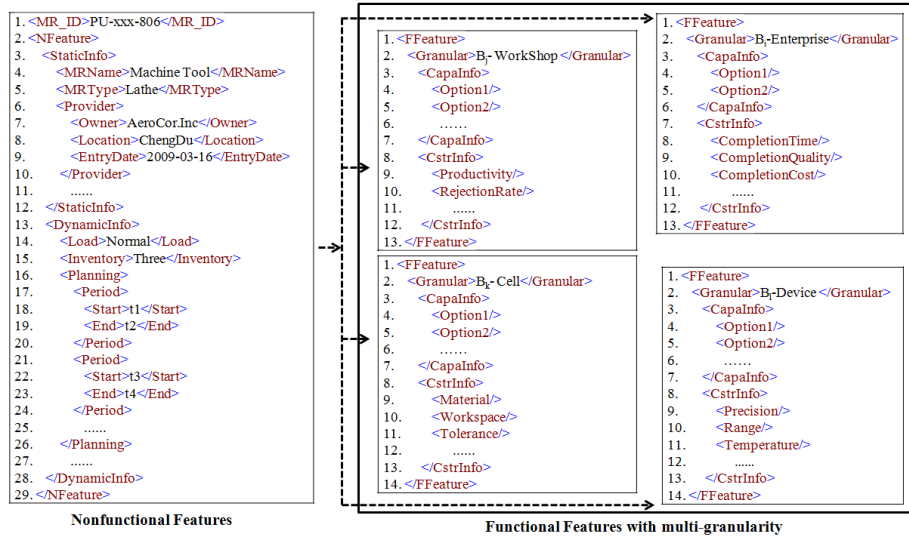 1. <MR_ID>PU-xxx-806</MR_ID>
2. <NFeature>
3. <StaticInfo>
4. <MRName>Machine Tool</MRName>
5. <MRType>Lathe</MRType>
6. <Provider>
7. <Owner>AeroCor.Inc</Owner>
8. <Location>ChengDu</Location>
9. <EntryDate>2009-03-16</EntryDate>
10. </Provider>
11. ......
12. </StaticInfo>
13. <DynamicInfo>
14. <Load>Normal</Load>
15. <Inventory>Three</Inventory>
16. <Planning>
17. <Period>
18. <Start>t1</Start>
19. <End>t2</End>
20. </Period>
21. <Period>
22. <Start>t3</Start>
23. <End>t4</End>
24. </Period>
25. ......
26. </Planning>
27. ......
28. </DynamicInfo>
29. </NFeature>
Nonfunctional Features
1. <FFeature>
2. <Granular>Bj-WorkShop </Granular>
3. <CapaInfo>
4. <Option1/>
5. <Option2/>
6. ……
7. </CapaInfo>
8. <CstrInfo>
9. <Productivity/>
10. <RejectionRate/>
11. ......
12. </CstrInfo>
13. </FFeature>
1. <FFeature>
2. <Granular>Bi-Enterprise</Granular>
3. <CapaInfo>
4. <Option1/>
5. <Option2/>
6. </CapaInfo>
7. <CstrInfo>
8. <CompletionTime/>
9. <CompletionQuality/>
10. <CompletionCost/>
11. ......
12. </CstrInfo>
13. </FFeature>
1. <FFeature>
2. <Granular>Bk- Cell</Granular>
3. <CapaInfo>
4. <Option1/>
5. <Option2/>
6. ……
7. </CapaInfo>
8. <CstrInfo>
9. <Material/>
10. <Workspace/>
11. <Tolerance/>
12. ......
13. </CstrInfo>
14. </FFeature>
1. <FFeature>
2. <Granular>Bl-Device </Granular>
3. <CapaInfo>
4. <Option1/>
5. <Option2/>
6. ……
7. </CapaInfo>
8. <CstrInfo>
9. <Precision/>
10. <Range/>
11. <Temperature/>
12. ......
13. </CstrInfo>
14. </FFeature>
Functional Features with multi-granularity